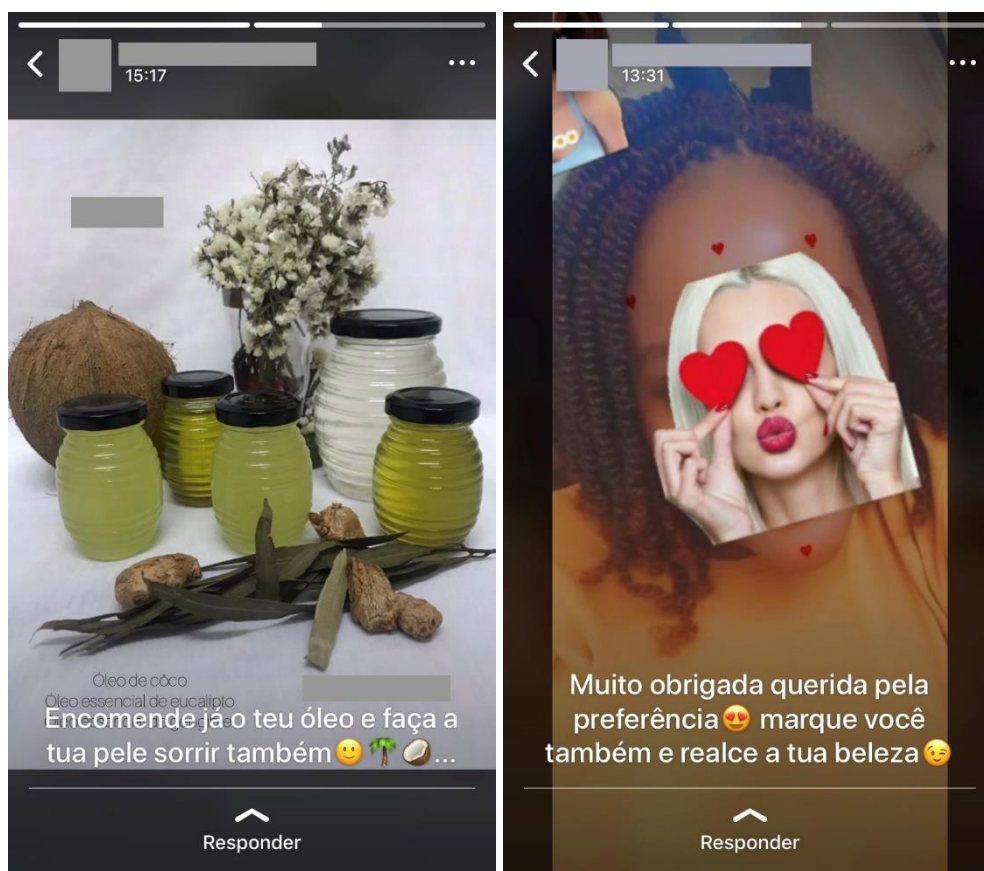 15:17
Óleo de côco
Óleo essencial de eucalipto
Encomende já o teu óleo e faça a
tua pele sorrir também🙂🌴🥥...
Responder
13:31
Muito obrigada querida pela
preferência😍 marque você
também e realce a tua beleza😉
Responder